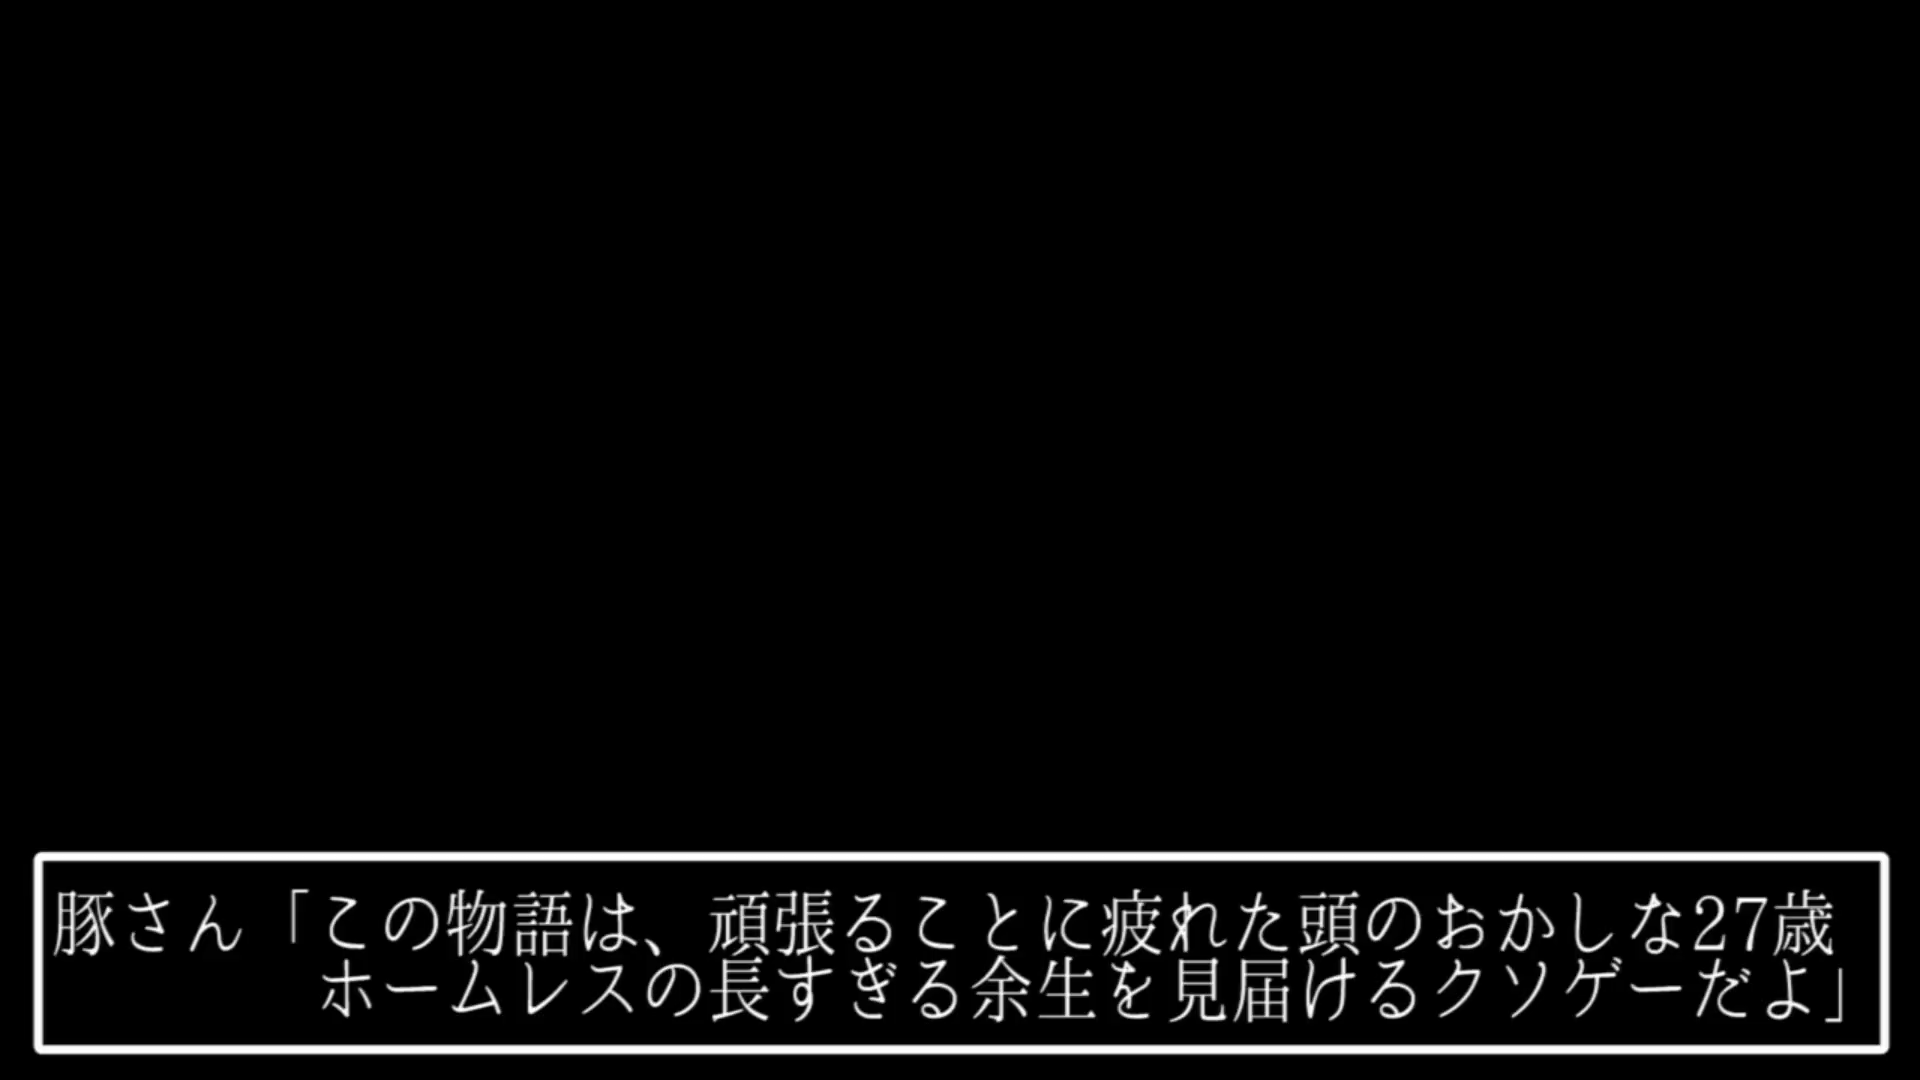 豚さん「この物語は、頑張ることに疲れた頭のおかしな27歳
ホームレスの長すぎる余生を見届けるクソゲーだよ」